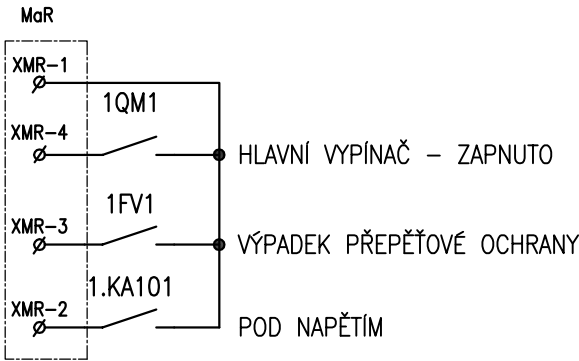 MaR
XMR-1
1QM1
XMR-4
HLAVNÍ VYPÍNAČ - ZAPNUTO
1FV1
XMR-3
VÝPADEK PŘEPĚŤOVÉ OCHRANY
1.KA101
XMR-2
POD NAPĚTÍM